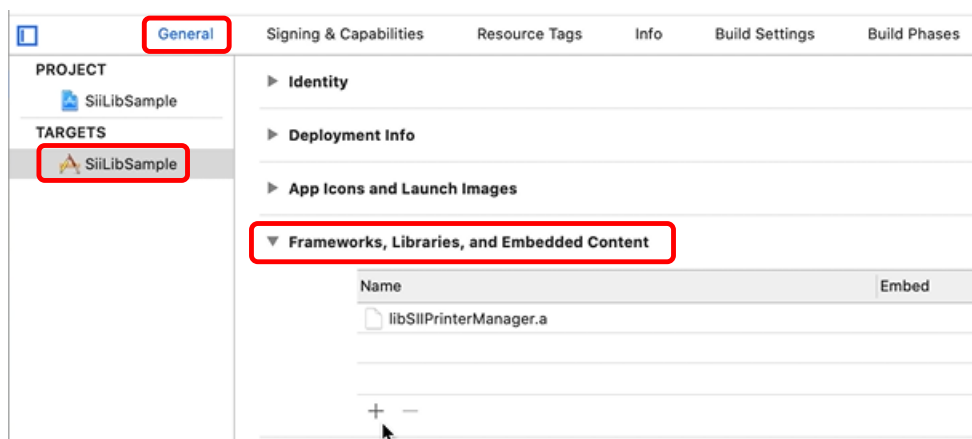 General Signing & Capabilities Resource Tags Info Build Settings Build Phases
PROJECT
SiiLibSample
TARGETS
SiiLibSample
Identity
Deployment Info
App Icons and Launch Images
Frameworks, Libraries, and Embedded Content
Name Embed
libSIIPrinterManager.a